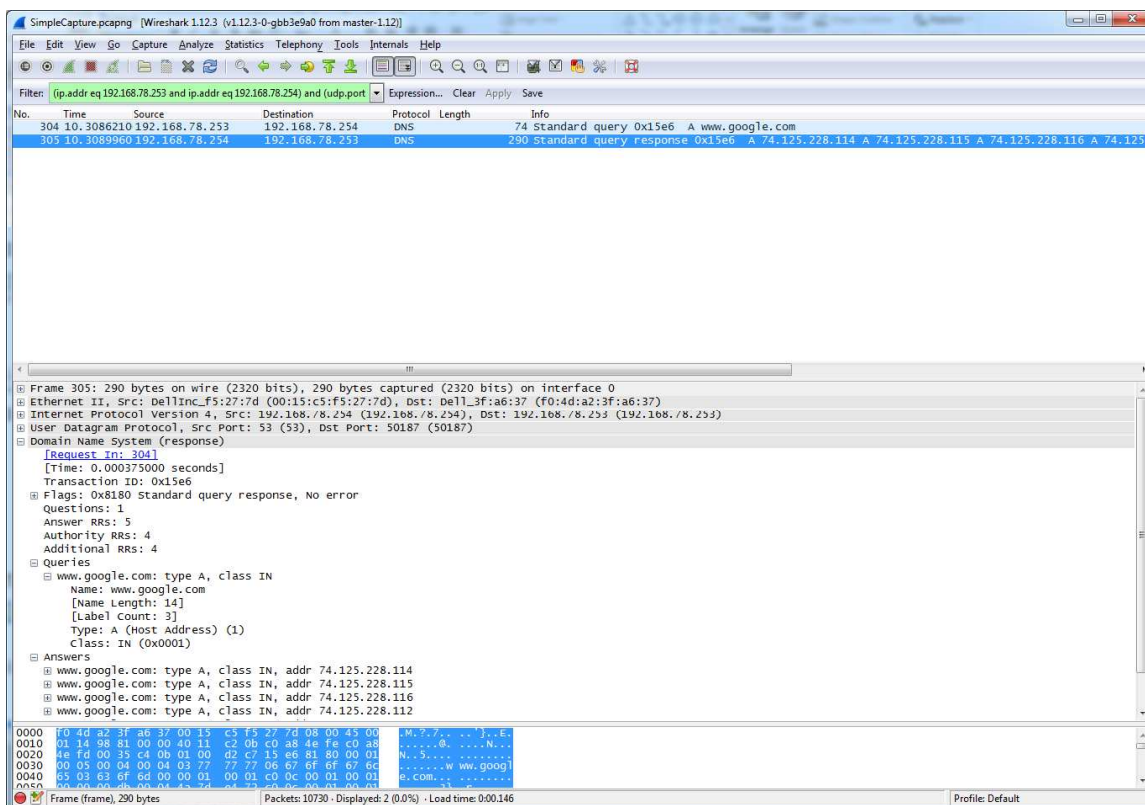 SimpleCapture.pcapng [Wireshark 1.12.3 (v1.12.3-0-gbb3e9a0 from master-1.12)]
File Edit View Go Capture Analyze Statistics Telephony Tools Internals Help
Filter: (ip.addr eq 192.168.78.253 and ip.addr eq 192.168.78.254) and (udp.port Expression... Clear Apply Save
No. Time Source Destination Protocol Length Info
304 10.3086210 192.168.78.253 192.168.78.254 DNS 74 Standard query 0x15e6 A www.google.com
305 10.3089960 192.168.78.254 192.168.78.253 DNS 290 Standard query response 0x15e6 A 74.125.228.114 A 74.125.228.115 A 74.125.228.116 A 74.125
Frame 305: 290 bytes on wire (2320 bits), 290 bytes captured (2320 bits) on interface 0
Ethernet II, Src: DellInc_f5:27:7d (00:15:c5:f5:27:7d), Dst: Dell_3f:a6:37 (f0:4d:a2:3f:a6:37)
Internet Protocol Version 4, Src: 192.168.78.254 (192.168.78.254), Dst: 192.168.78.253 (192.168.78.253)
User Datagram Protocol, Src Port: 53 (53), Dst Port: 50187 (50187)
Domain Name System (response)
[Request In: 304]
[Time: 0.000375000 seconds]
Transaction ID: 0x15e6
Flags: 0x8180 Standard query response, No error
Questions: 1
Answer RRs: 5
Authority RRs: 4
Additional RRs: 4
Queries
www.google.com: type A, class IN
Name: www.google.com
[Name Length: 14]
[Label Count: 3]
Type: A (Host Address) (1)
Class: IN (0x0001)
Answers
www.google.com: type A, class IN, addr 74.125.228.114
www.google.com: type A, class IN, addr 74.125.228.115
www.google.com: type A, class IN, addr 74.125.228.116
www.google.com: type A, class IN, addr 74.125.228.112
0000 f0 4d a2 3f a6 37 00 15 c5 f5 27 7d 08 00 45 00 .M.?.7.. ..'}..E.
0010 01 14 98 81 00 00 40 11 c2 0b c0 a8 4e fe c0 a8 ......@. ....N...
0020 4e fd 00 35 c4 0b 01 00 d2 c7 15 e6 81 80 00 01 N..5.... ........
0030 00 05 00 04 00 04 03 77 77 77 06 67 6f 6f 67 6c .......w ww.googl
0040 65 03 63 6f 6d 00 00 01 00 01 c0 0c 00 01 00 01 e.com... ........
Frame (frame), 290 bytes Packets: 10730 · Displayed: 2 (0.0%) · Load time: 0:00.146 Profile: Default